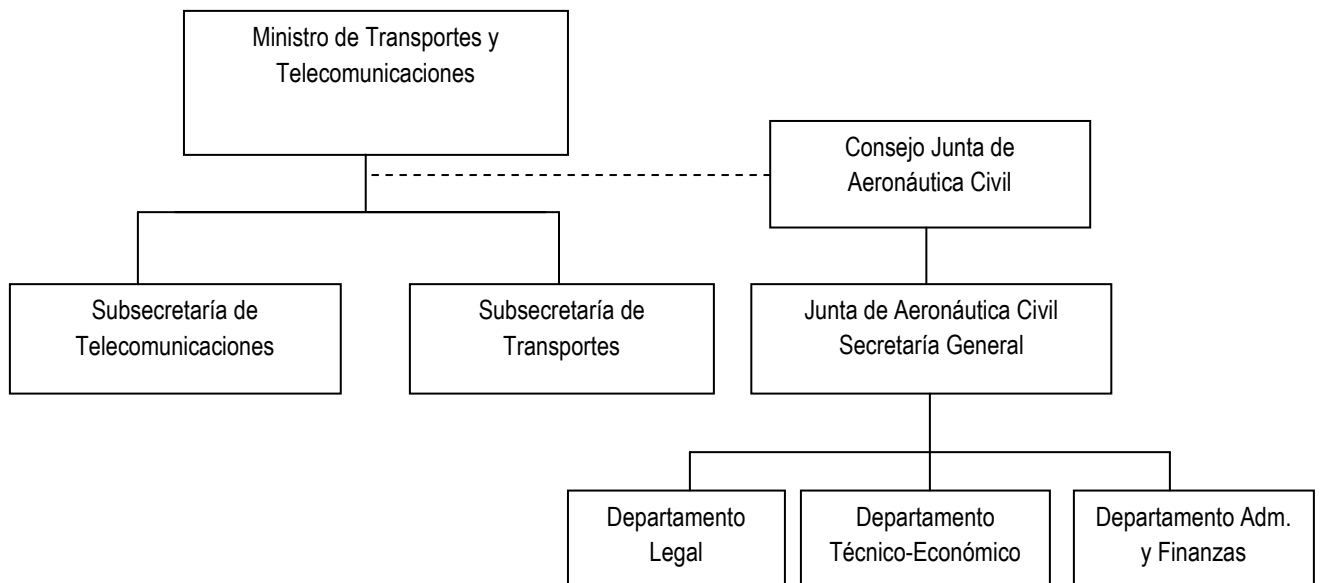 Ministro de Transportes y
Telecomunicaciones
Consejo Junta de
Aeronáutica Civil
Subsecretaría de
Telecomunicaciones
Subsecretaría de
Transportes
Junta de Aeronáutica Civil
Secretaría General
Departamento
Legal
Departamento
Técnico-Económico
Departamento Adm.
y Finanzas